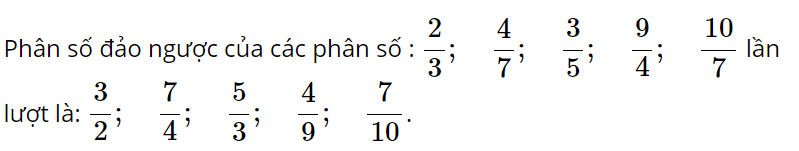 Phân số đảo ngược của các phân số : 2/3; 4/7; 3/5; 9/4; 10/7 lần
lượt là: 3/2; 7/4; 5/3; 4/9; 7/10.